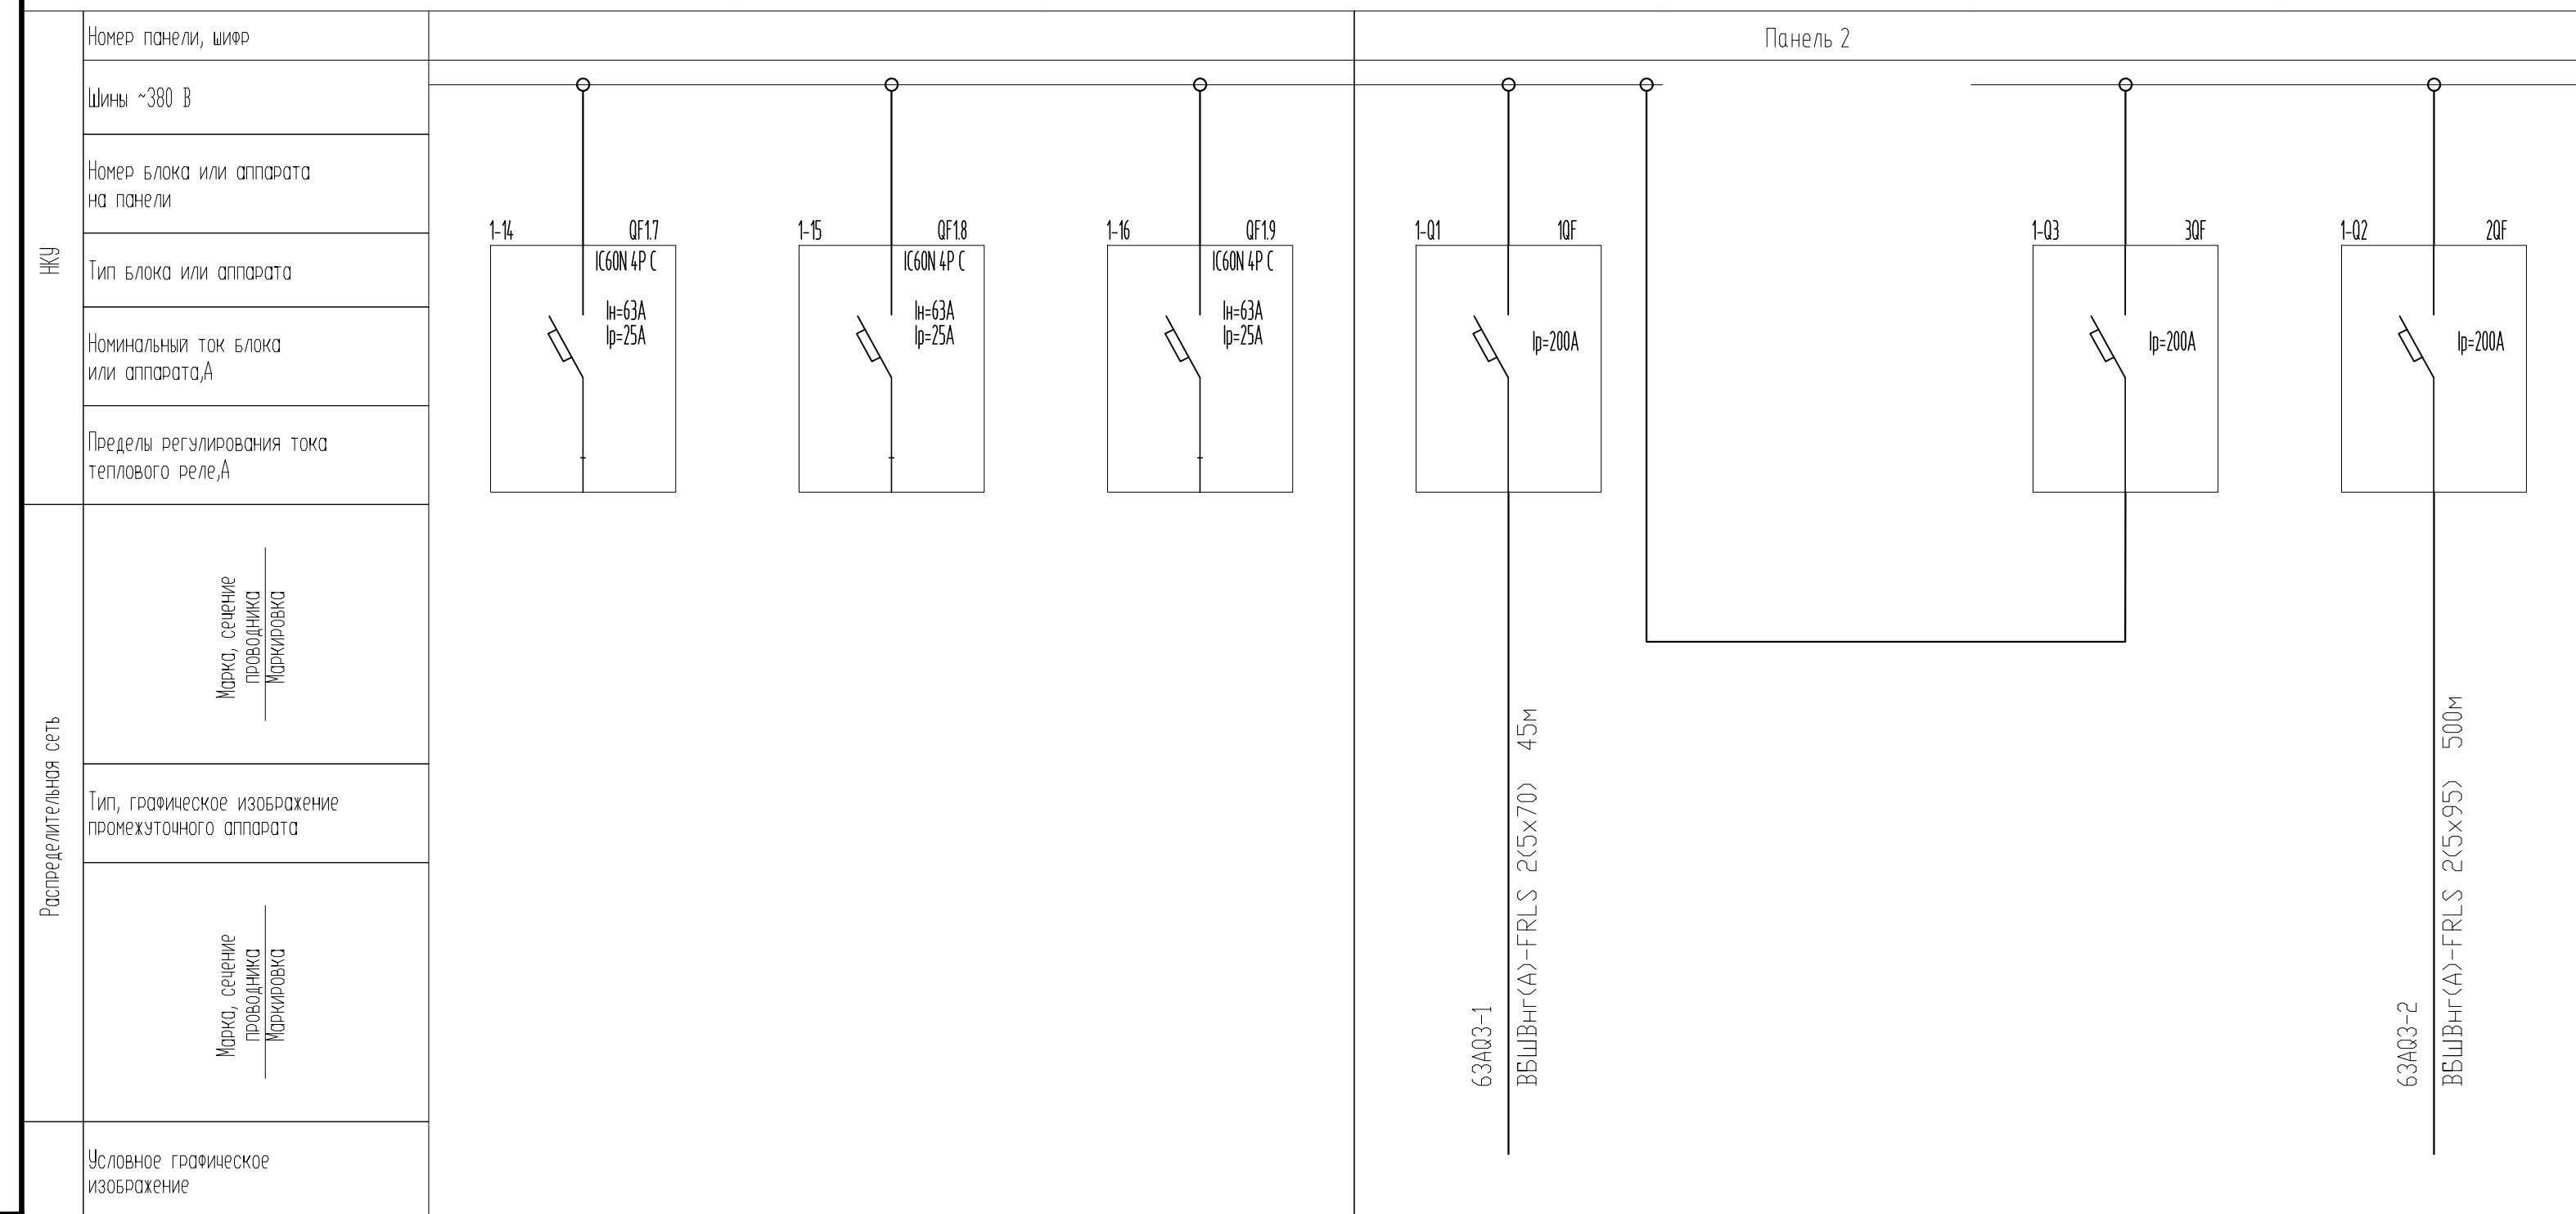 Номер панели, шифр
Панель 2
Шины ~380 В
Номер блока или аппарата
на панели
НКУ
Тип блока или аппарата
Номинальный ток блока
или аппарата,А
Пределы регулирования тока
теплового реле,А
1-14 QF1.7
IC60N 4P C
Iн=63А
Iр=25А
1-15 QF1.8
IC60N 4P C
Iн=63А
Iр=25А
1-16 QF1.9
IC60N 4P C
Iн=63А
Iр=25А
1-Q1 1QF
Iр=200А
1-Q3 3QF
Iр=200А
1-Q2 2QF
Iр=200А
Распределительная сеть
Марка, сечение
проводника
Маркировка
Тип, графическое изображение
промежуточного аппарата
Марка, сечение
проводника
Маркировка
63AQ3-1
ВБШВнг(А)-FRLS 2(5х70) 45м
63AQ3-2
ВБШВнг(А)-FRLS 2(5х95) 500м
Условное графическое
изображение